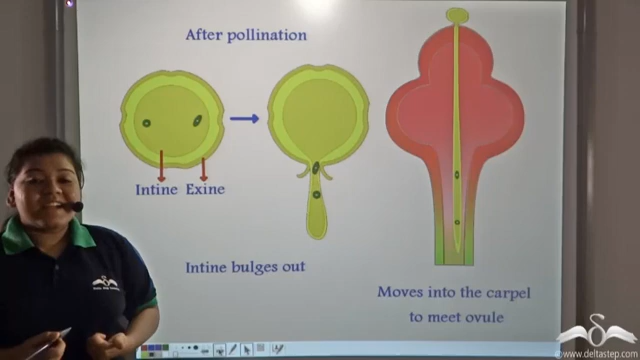 After pollination
Intine Exine
Intine bulges out
Moves into the carpel
to meet ovule
©www.deltastep.com